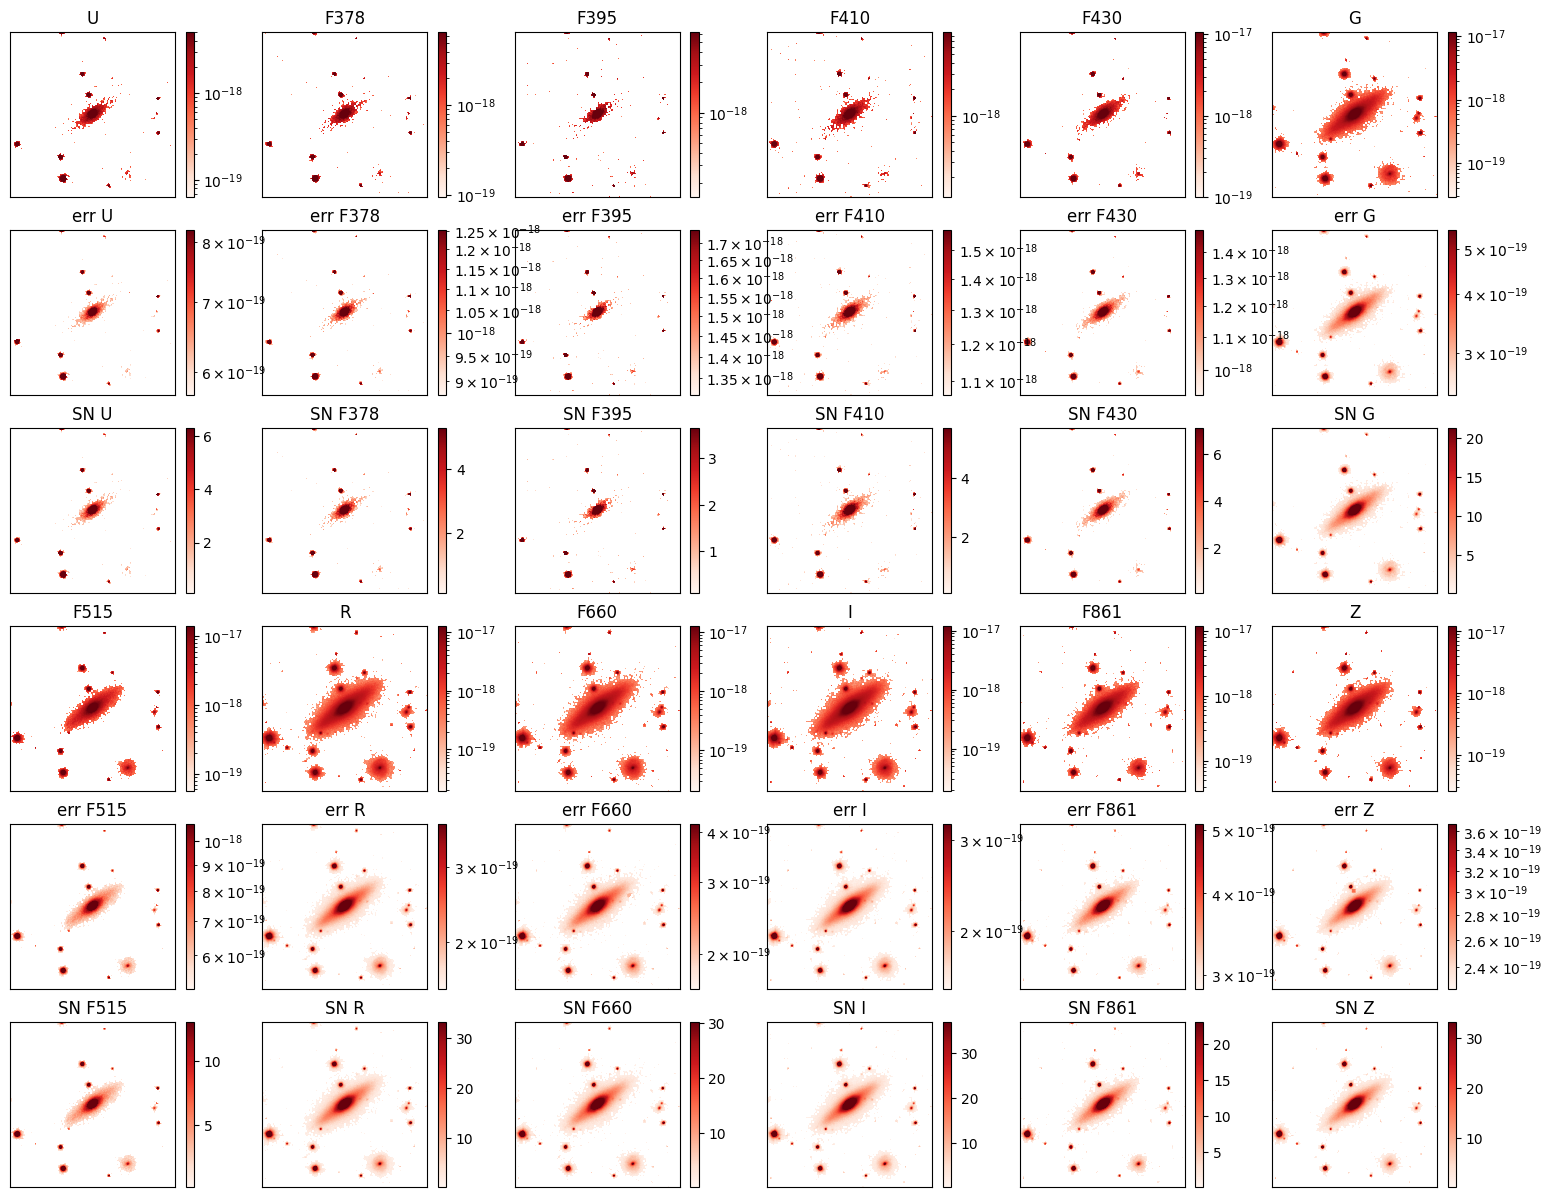 U F378 F395 F410 F430 G
10⁻¹⁸ 10⁻¹⁹
10⁻¹⁸ 10⁻¹⁹
10⁻¹⁸
10⁻¹⁸
10⁻¹⁷ 10⁻¹⁸ 10⁻¹⁹
10⁻¹⁷ 10⁻¹⁸ 10⁻¹⁹
err U err F378 err F395 err F410 err F430 err G
8 × 10⁻¹⁹ 7 × 10⁻¹⁹ 6 × 10⁻¹⁹
1.25 × 10⁻¹⁸ 1.2 × 10⁻¹⁸ 1.15 × 10⁻¹⁸ 1.1 × 10⁻¹⁸ 1.05 × 10⁻¹⁸ 10⁻¹⁸ 9.5 × 10⁻¹⁹ 9 × 10⁻¹⁹
1.7 × 10⁻¹⁸ 1.65 × 10⁻¹⁸ 1.6 × 10⁻¹⁸ 1.55 × 10⁻¹⁸ 1.5 × 10⁻¹⁸ 1.45 × 10⁻¹⁸ 1.4 × 10⁻¹⁸ 1.35 × 10⁻¹⁸
1.5 × 10⁻¹⁸ 1.4 × 10⁻¹⁸ 1.3 × 10⁻¹⁸ 1.2 × 10⁻¹⁸ 1.1 × 10⁻¹⁸
1.4 × 10⁻¹⁸ 1.3 × 10⁻¹⁸ 1.2 × 10⁻¹⁸ 1.1 × 10⁻¹⁸ 10⁻¹⁸
5 × 10⁻¹⁹ 4 × 10⁻¹⁹ 3 × 10⁻¹⁹
SN U SN F378 SN F395 SN F410 SN F430 SN G
6 4 2
4 2
3 2 1
4 2
6 4 2
20 15 10 5
F515 R F660 I F861 Z
10⁻¹⁷ 10⁻¹⁸ 10⁻¹⁹
10⁻¹⁷ 10⁻¹⁸ 10⁻¹⁹
10⁻¹⁷ 10⁻¹⁸ 10⁻¹⁹
10⁻¹⁷ 10⁻¹⁸ 10⁻¹⁹
10⁻¹⁷ 10⁻¹⁸ 10⁻¹⁹
10⁻¹⁷ 10⁻¹⁸ 10⁻¹⁹
err F515 err R err F660 err I err F861 err Z
10⁻¹⁸ 9 × 10⁻¹⁹ 8 × 10⁻¹⁹ 7 × 10⁻¹⁹ 6 × 10⁻¹⁹
3 × 10⁻¹⁹ 2 × 10⁻¹⁹
4 × 10⁻¹⁹ 3 × 10⁻¹⁹ 2 × 10⁻¹⁹
3 × 10⁻¹⁹ 2 × 10⁻¹⁹
5 × 10⁻¹⁹ 4 × 10⁻¹⁹ 3 × 10⁻¹⁹
3.6 × 10⁻¹⁹ 3.4 × 10⁻¹⁹ 3.2 × 10⁻¹⁹ 3 × 10⁻¹⁹ 2.8 × 10⁻¹⁹ 2.6 × 10⁻¹⁹ 2.4 × 10⁻¹⁹
SN F515 SN R SN F660 SN I SN F861 SN Z
10 5
30 20 10
30 20 10
30 20 10
20 15 10 5
30 20 10